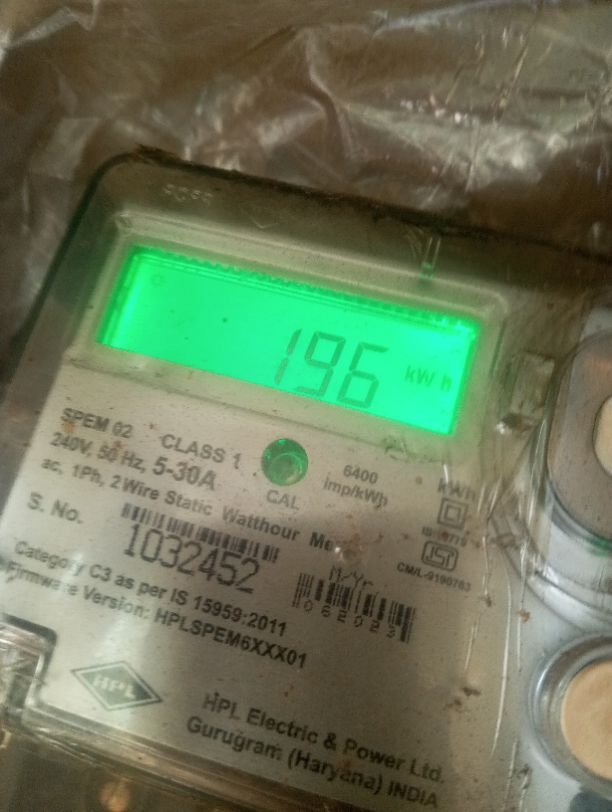 196 kWh
SPEM 02 CLASS 1
240V, 50 Hz, 5-30A
6400
imp/kWh
CAL
kWh
ac, 1Ph, 2 Wire Static Watthour
S. No.
1032452
M/Yr
062023
CM/L-9190763
Category C3 as per IS 15959:2011
Firmware Version: HPLSPEM6XXX01
HPL
HPL Electric & Power Ltd.
Gurugram (Haryana) INDIA